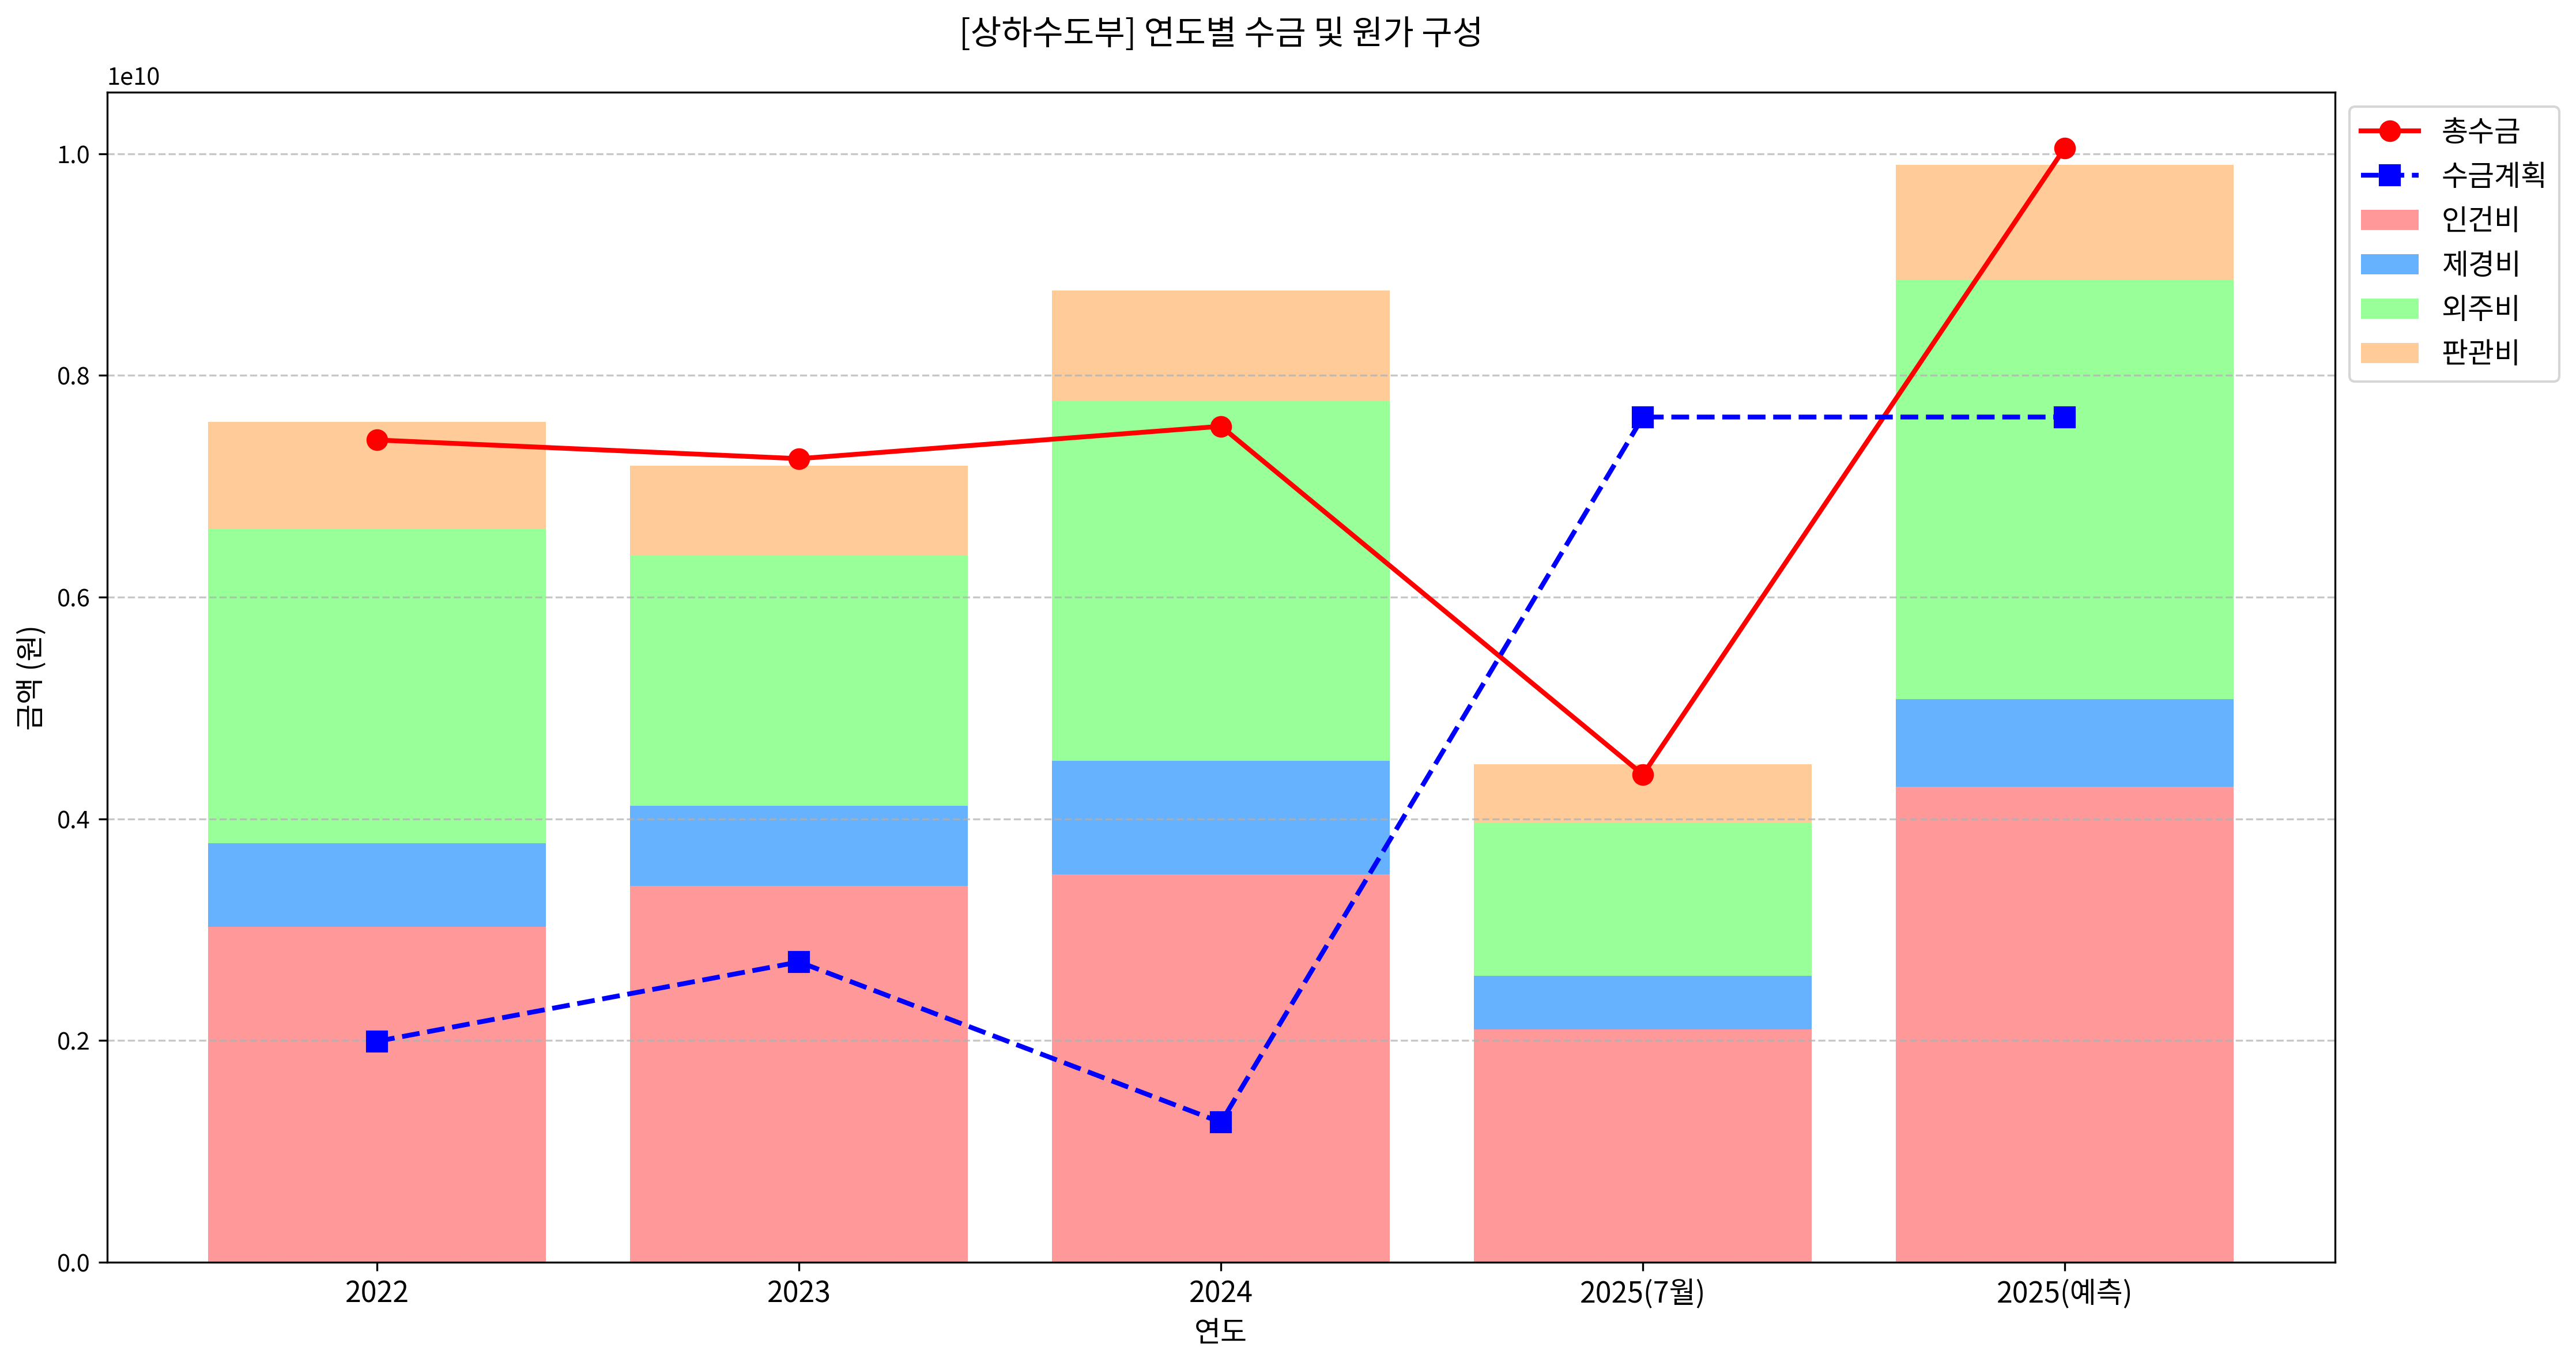 [상하수도부] 연도별 수금 및 원가 구성
1e10
1.0
0.8
0.6
0.4
0.2
0.0
금액 (원)
2022
2023
2024
2025(7월)
2025(예측)
연도
총수금
수금계획
인건비
제경비
외주비
판관비